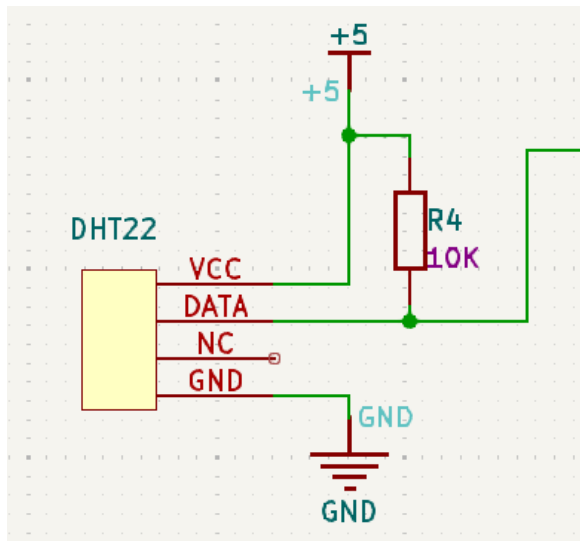 +5
+5
R4
10K
DHT22
VCC
DATA
NC
GND
GND
GND